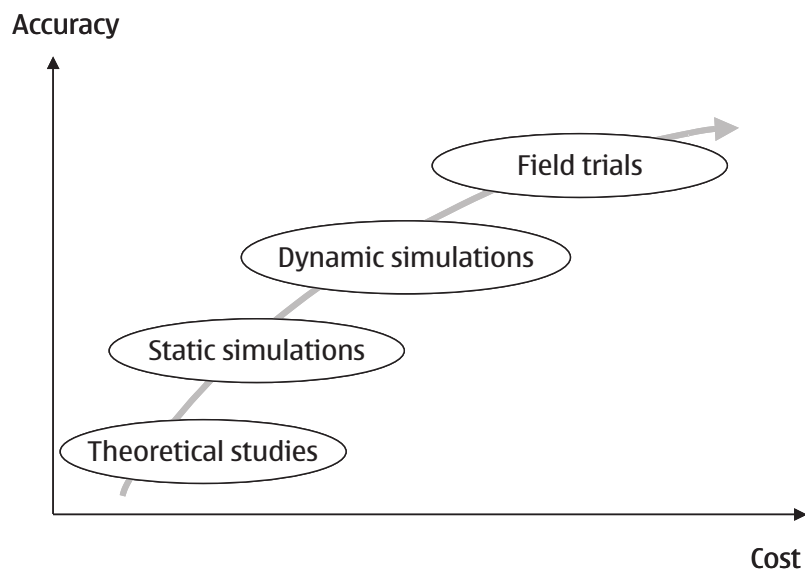 Accuracy
Field trials
Dynamic simulations
Static simulations
Theoretical studies
Cost